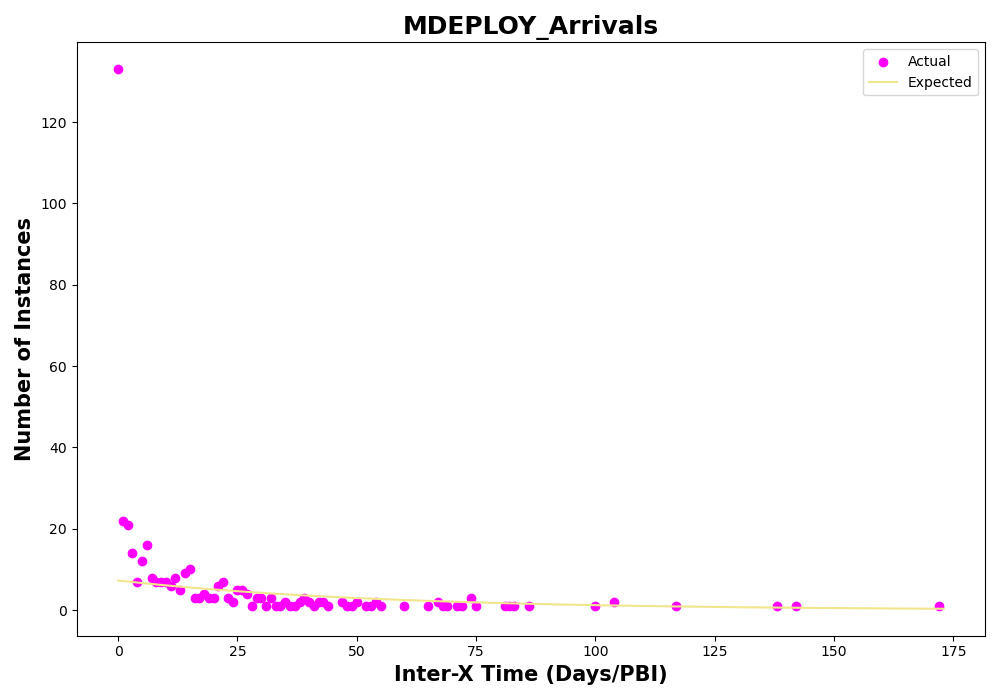 MDEPLOY_Arrivals
Actual
Expected
Number of Instances
120
100
80
60
40
20
0
0 25 50 75 100 125 150 175
Inter-X Time (Days/PBI)